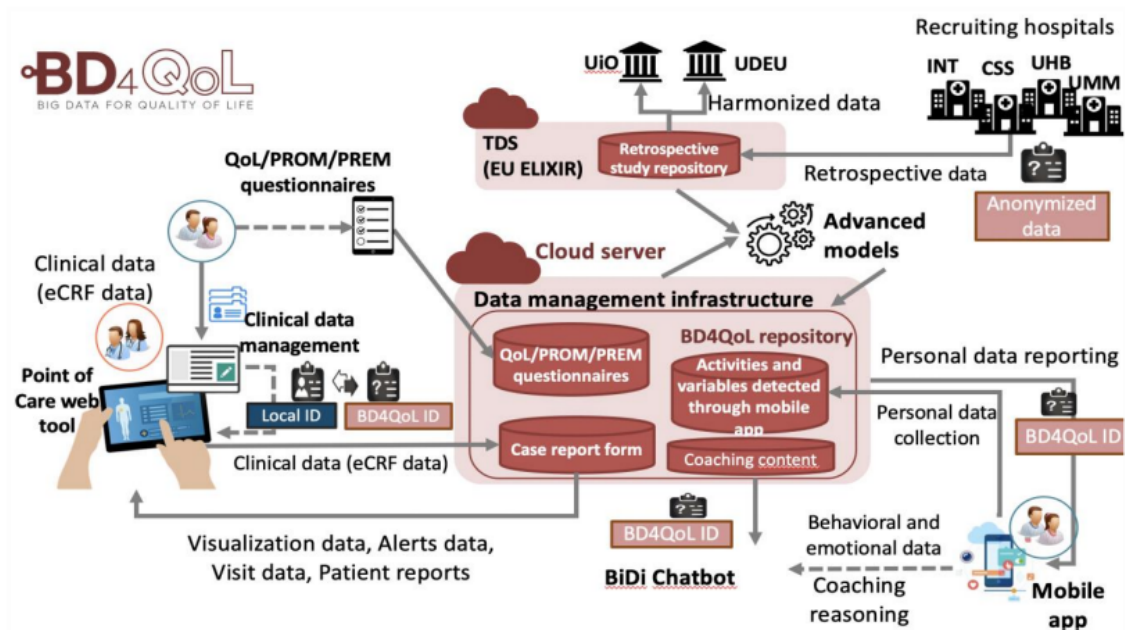 BD4QoL
BIG DATA FOR QUALITY OF LIFE
UiO
UDEU
Harmonized data
Recruiting hospitals
INT
CSS
UHB
UMM
TDS
(EU ELIXIR)
Retrospective
study repository
Retrospective data
Anonymized
data
QoL/PROM/PREM
questionnaires
Advanced
models
Cloud server
Clinical data
(eCRF data)
Data management infrastructure
Clinical data
management
BD4QoL repository
QoL/PROM/PREM
questionnaires
Activities and
variables detected
through mobile
app
Personal data reporting
Point of
Care web
tool
Local ID
BD4QoL ID
Personal data
collection
BD4QoL ID
Clinical data (eCRF data)
Case report form
Coaching content
Visualization data, Alerts data,
Visit data, Patient reports
BD4QoL ID
BiDi Chatbot
Behavioral and
emotional data
Coaching
reasoning
Mobile
app